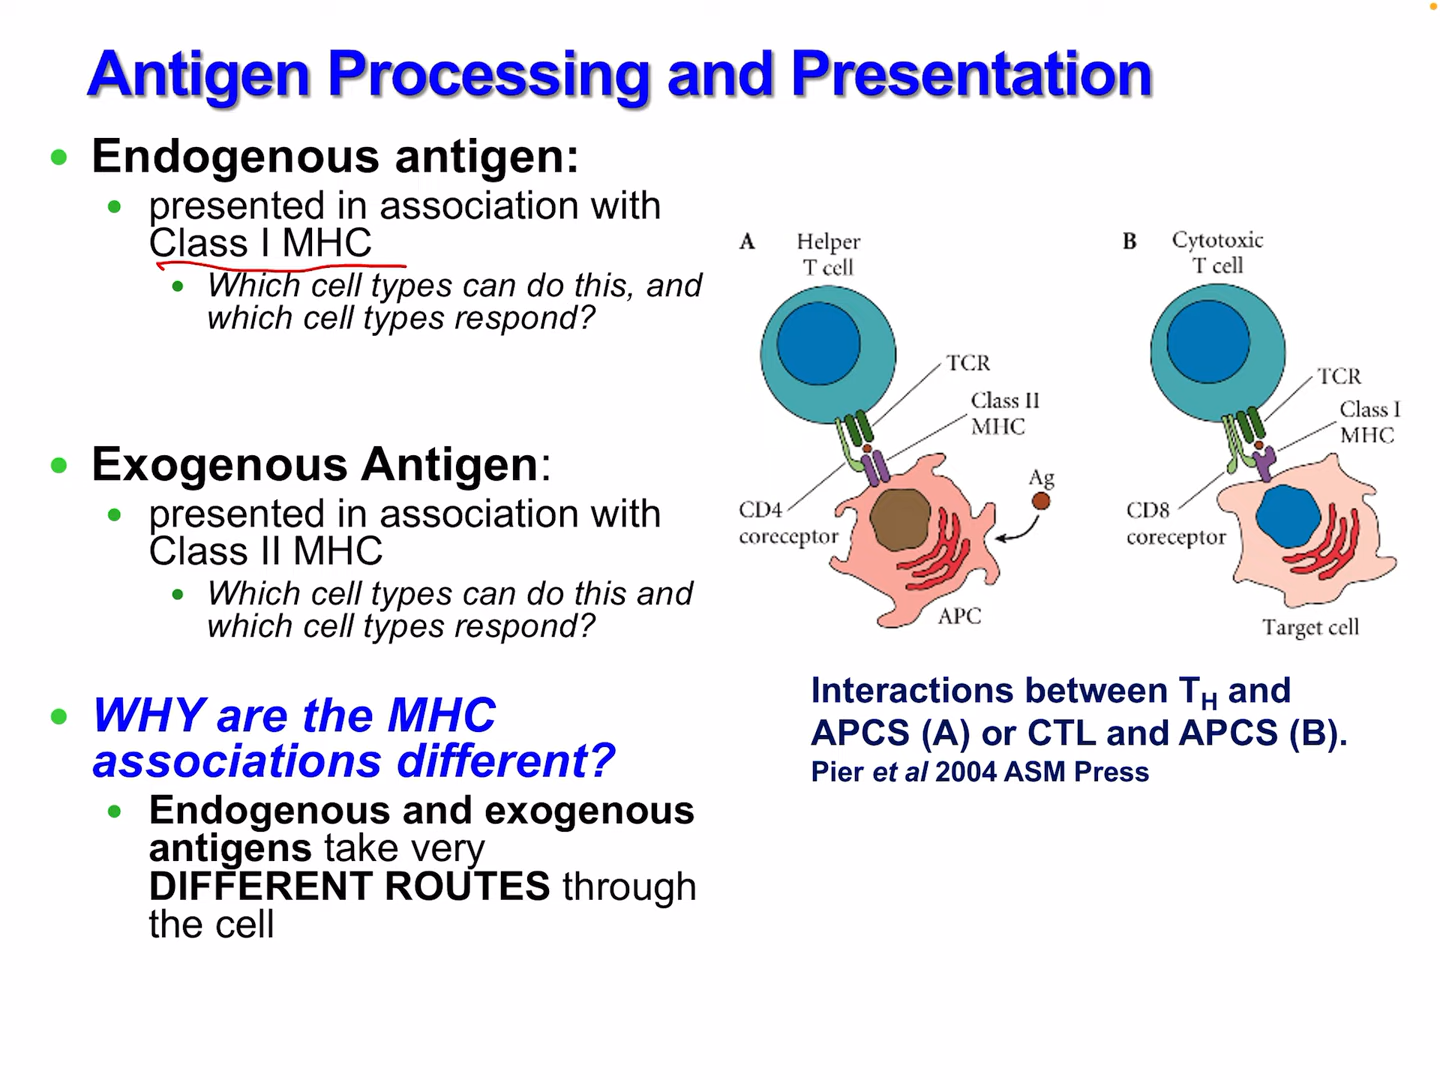 Antigen Processing and Presentation
• Endogenous antigen:
• presented in association with
Class I MHC
• Which cell types can do this, and
which cell types respond?
• Exogenous Antigen:
• presented in association with
Class II MHC
• Which cell types can do this and
which cell types respond?
• WHY are the MHC
associations different?
• Endogenous and exogenous
antigens take very
DIFFERENT ROUTES through
the cell
A
Helper
T cell
TCR
Class II
MHC
CD4
coreceptor
Ag
APC
B
Cytotoxic
T cell
TCR
Class I
MHC
CD8
coreceptor
Target cell
Interactions between TH and
APCS (A) or CTL and APCS (B).
Pier et al 2004 ASM Press